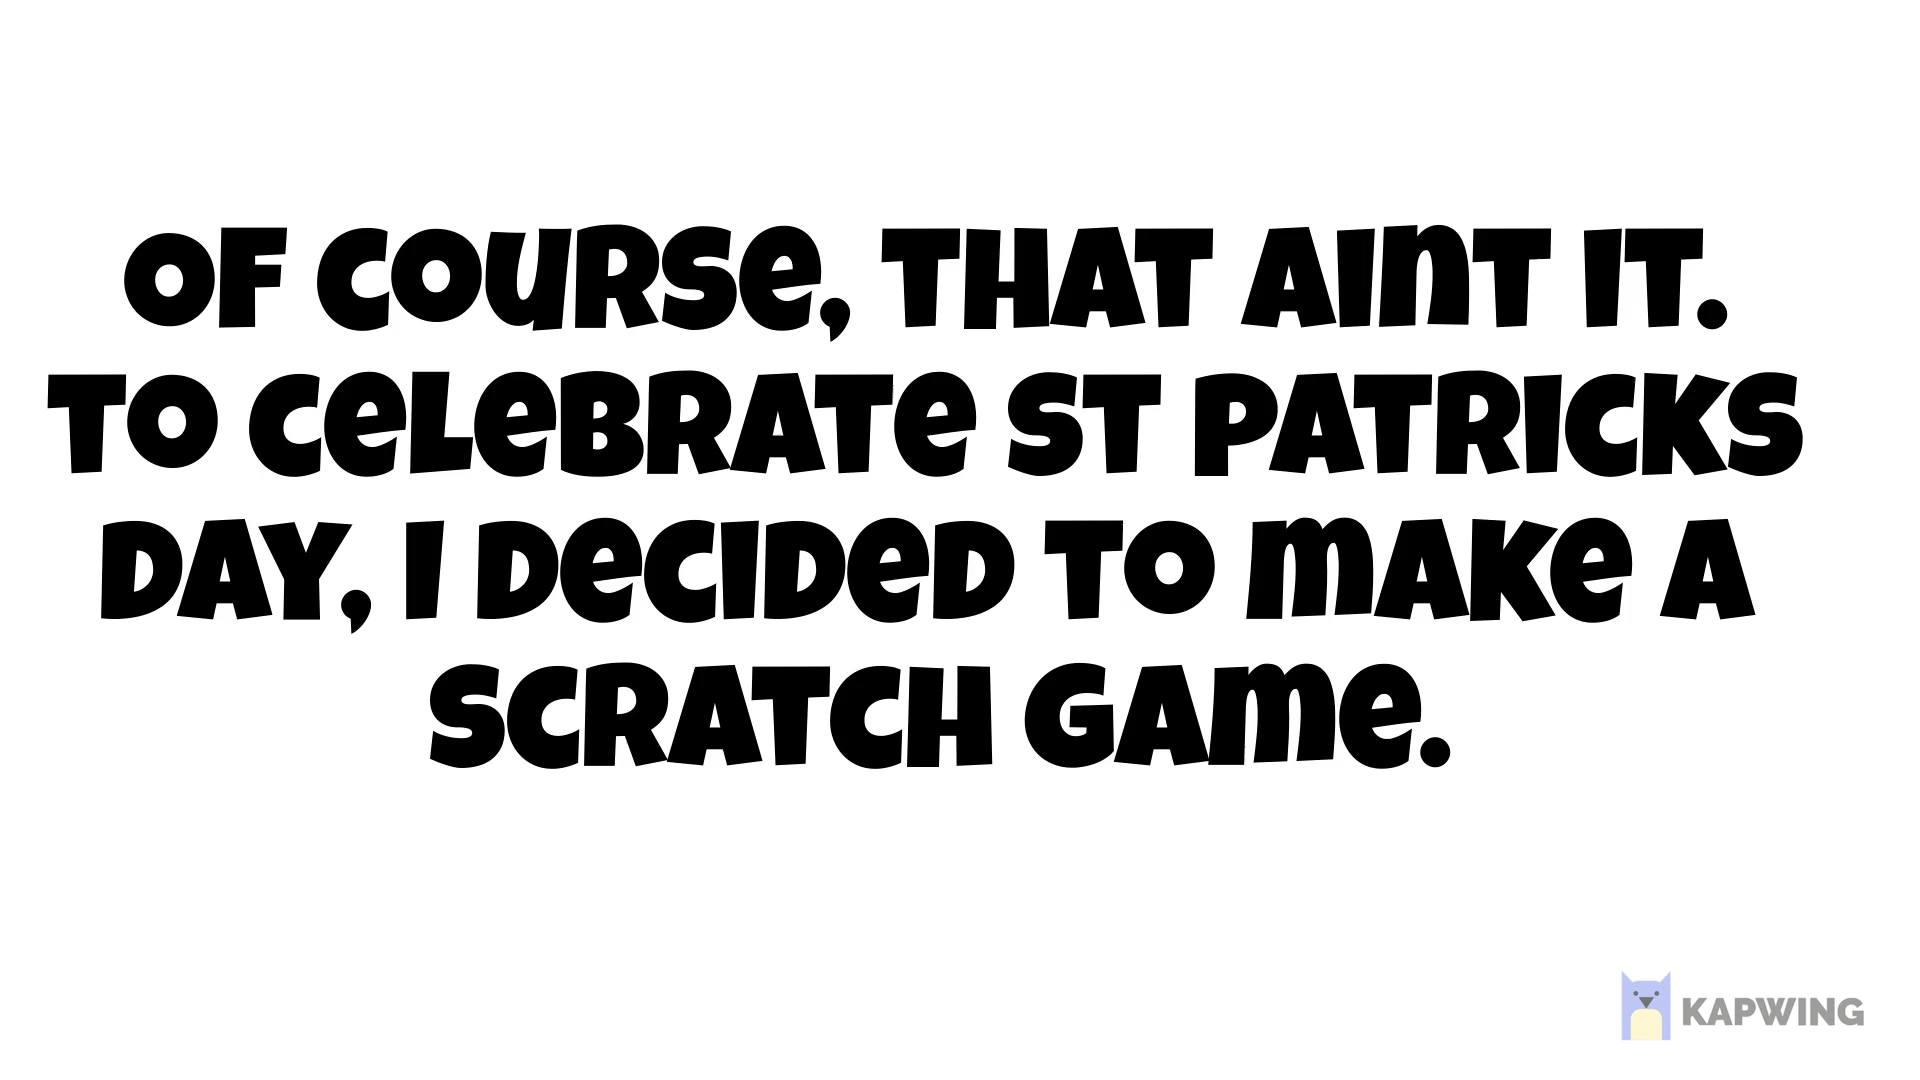 OF COURSE, THAT AINT IT.
TO CELEBRATE ST PATRICKS
DAY, I DECIDED TO MAKE A
SCRATCH GAME.
KAPWING